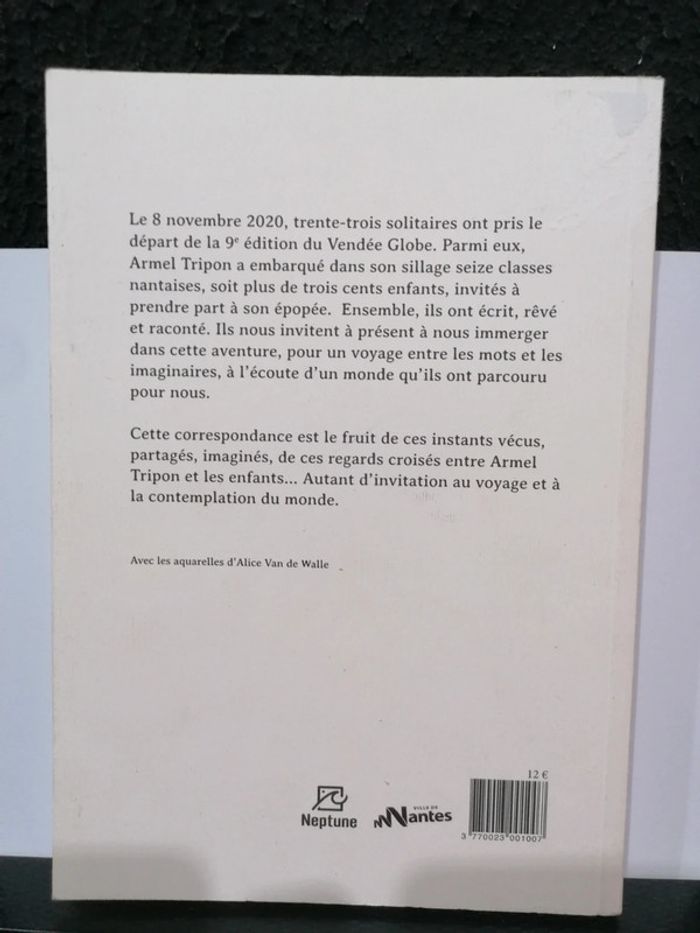 Le 8 novembre 2020, trente-trois solitaires ont pris le
départ de la 9e édition du Vendée Globe. Parmi eux,
Armel Tripon a embarqué dans son sillage seize classes
nantaises, soit plus de trois cents enfants, invités à
prendre part à son épopée.  Ensemble, ils ont écrit, rêvé
et raconté. Ils nous invitent à présent à nous immerger
dans cette aventure, pour un voyage entre les mots et les
imaginaires, à l'écoute d'un monde qu'ils ont parcouru
pour nous.
Cette correspondance est le fruit de ces instants vécus,
partagés, imaginés, de ces regards croisés entre Armel
Tripon et les enfants... Autant d'invitation au voyage et à
la contemplation du monde.
Avec les aquarelles d'Alice Van de Walle
Neptune
VILLE DE
Nantes
12 €
3 770023 001007